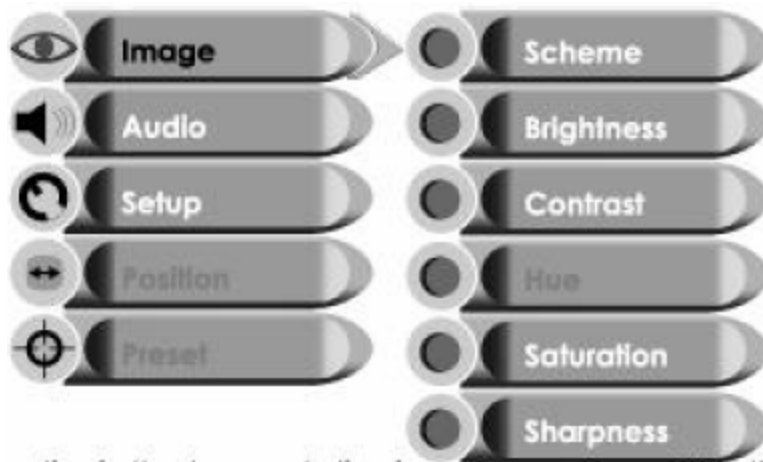 Image
Audio
Setup
Position
Preset
Scheme
Brightness
Contrast
Hue
Saturation
Sharpness